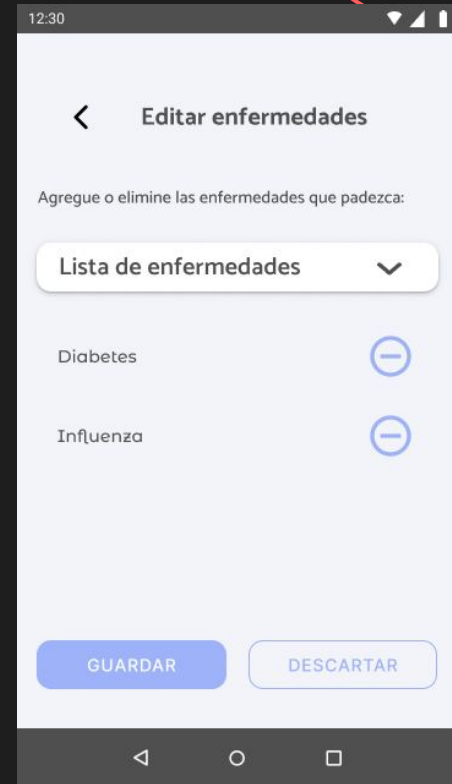 12:30
Editar enfermedades
Agregue o elimine las enfermedades que padezca:
Lista de enfermedades
Diabetes
Influenza
GUARDAR
DESCARTAR